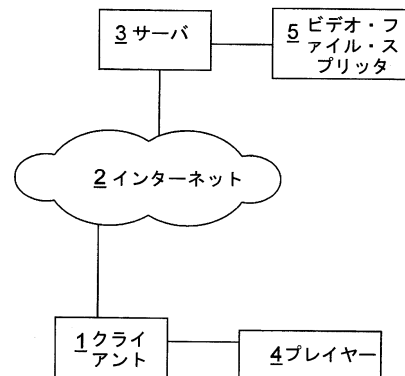 3 サーバ
5 ビデオ・フ
ァイル・ス
プリッタ
2 インターネット
1 クライ
アント
4 プレイヤー